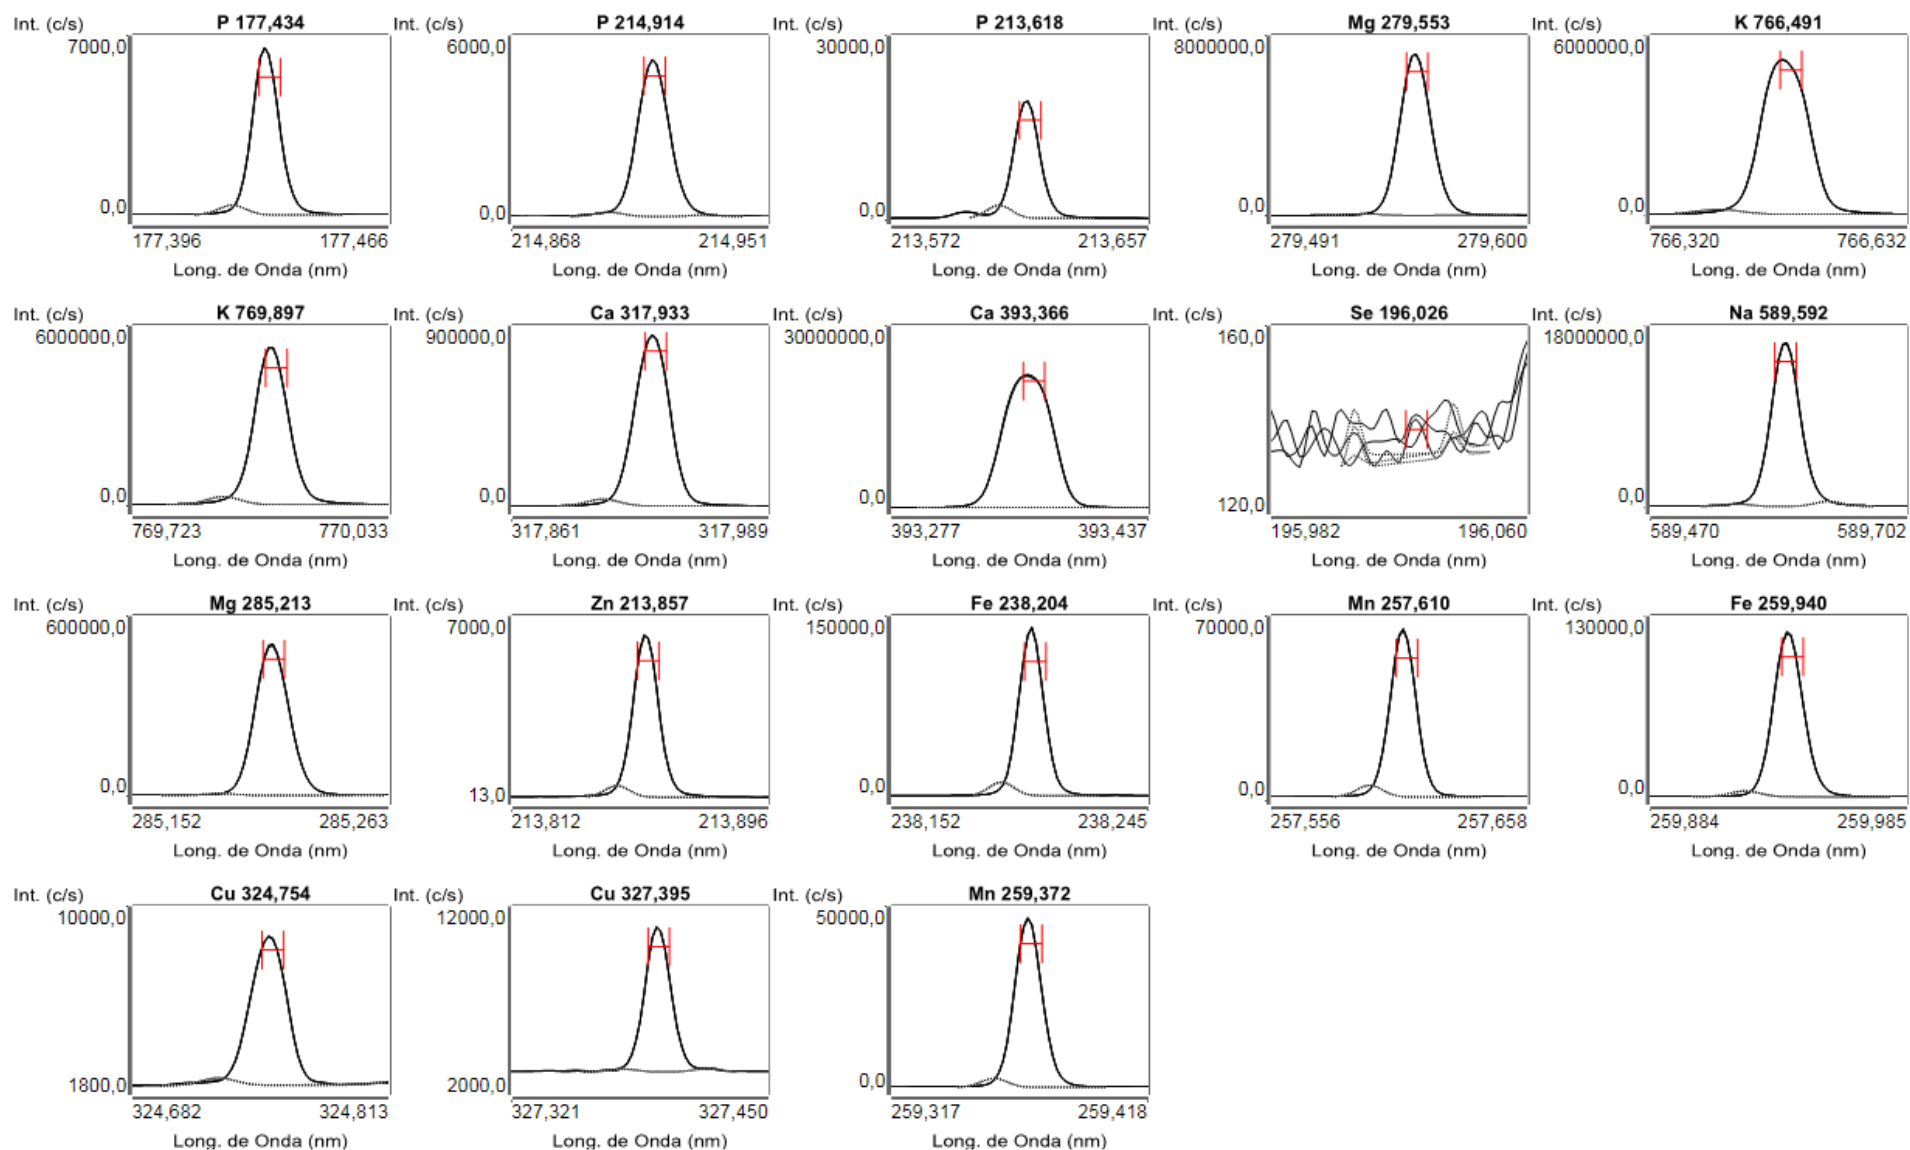 Int. (c/s) P 177,434
7000,0
0,0
177,396 177,466
Long. de Onda (nm)
Int. (c/s) P 214,914
6000,0
0,0
214,868 214,951
Long. de Onda (nm)
Int. (c/s) P 213,618
30000,0
0,0
213,572 213,657
Long. de Onda (nm)
Int. (c/s) Mg 279,553
8000000,0
0,0
279,491 279,600
Long. de Onda (nm)
Int. (c/s) K 766,491
6000000,0
0,0
766,320 766,632
Long. de Onda (nm)
Int. (c/s) K 769,897
6000000,0
0,0
769,723 770,033
Long. de Onda (nm)
Int. (c/s) Ca 317,933
900000,0
0,0
317,861 317,989
Long. de Onda (nm)
Int. (c/s) Ca 393,366
30000000,0
0,0
393,277 393,437
Long. de Onda (nm)
Int. (c/s) Se 196,026
160,0
120,0
195,982 196,060
Long. de Onda (nm)
Int. (c/s) Na 589,592
18000000,0
0,0
589,470 589,702
Long. de Onda (nm)
Int. (c/s) Mg 285,213
600000,0
0,0
285,152 285,263
Long. de Onda (nm)
Int. (c/s) Zn 213,857
7000,0
13,0
213,812 213,896
Long. de Onda (nm)
Int. (c/s) Fe 238,204
150000,0
0,0
238,152 238,245
Long. de Onda (nm)
Int. (c/s) Mn 257,610
70000,0
0,0
257,556 257,658
Long. de Onda (nm)
Int. (c/s) Fe 259,940
130000,0
0,0
259,884 259,985
Long. de Onda (nm)
Int. (c/s) Cu 324,754
10000,0
1800,0
324,682 324,813
Long. de Onda (nm)
Int. (c/s) Cu 327,395
12000,0
2000,0
327,321 327,450
Long. de Onda (nm)
Int. (c/s) Mn 259,372
50000,0
0,0
259,317 259,418
Long. de Onda (nm)